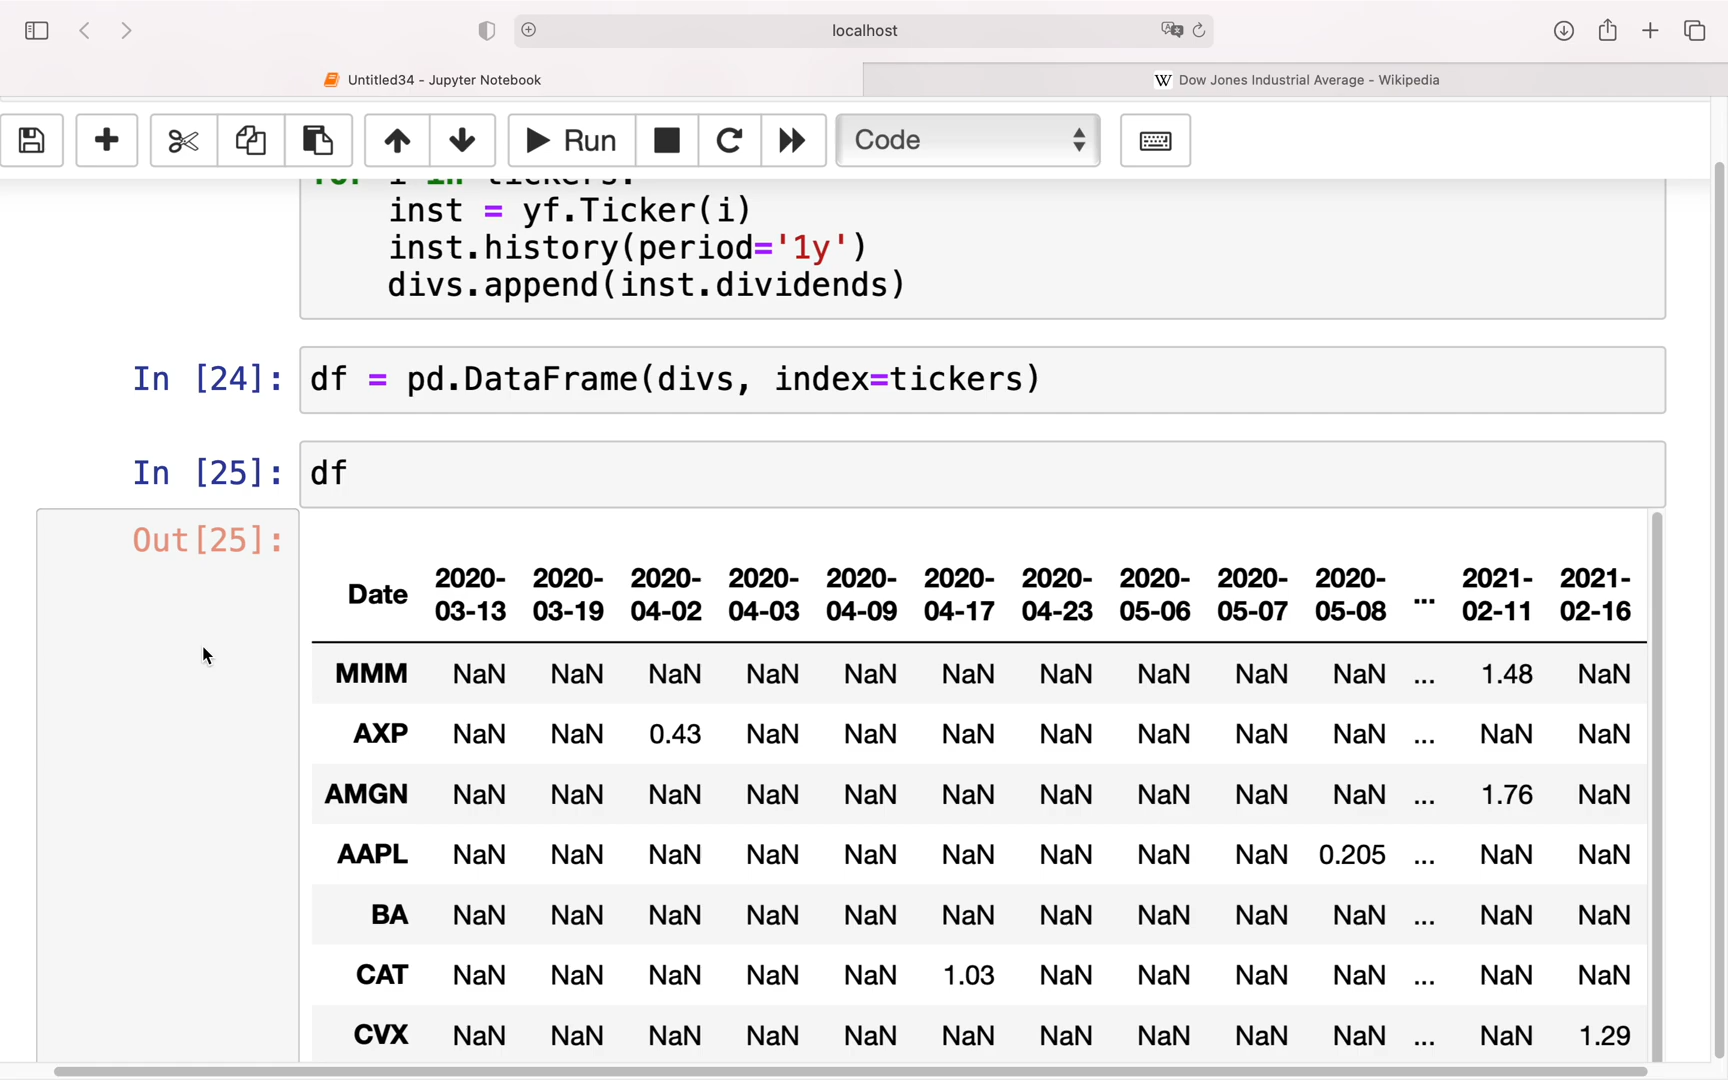 localhost
Untitled34 - Jupyter Notebook
W Dow Jones Industrial Average - Wikipedia
Run
Code
for i in tickers:
inst = yf.Ticker(i)
inst.history(period='1y')
divs.append(inst.dividends)
In [24]: df = pd.DataFrame(divs, index=tickers)
In [25]: df
Out[25]:
Date 2020-03-13 2020-03-19 2020-04-02 2020-04-03 2020-04-09 2020-04-17 2020-04-23 2020-05-06 2020-05-07 2020-05-08 ... 2021-02-11 2021-02-16
MMM NaN NaN NaN NaN NaN NaN NaN NaN NaN NaN ... 1.48 NaN
AXP NaN NaN 0.43 NaN NaN NaN NaN NaN NaN NaN ... NaN NaN
AMGN NaN NaN NaN NaN NaN NaN NaN NaN NaN NaN ... 1.76 NaN
AAPL NaN NaN NaN NaN NaN NaN NaN NaN NaN 0.205 ... NaN NaN
BA NaN NaN NaN NaN NaN NaN NaN NaN NaN NaN ... NaN NaN
CAT NaN NaN NaN NaN NaN 1.03 NaN NaN NaN NaN ... NaN NaN
CVX NaN NaN NaN NaN NaN NaN NaN NaN NaN NaN ... NaN 1.29